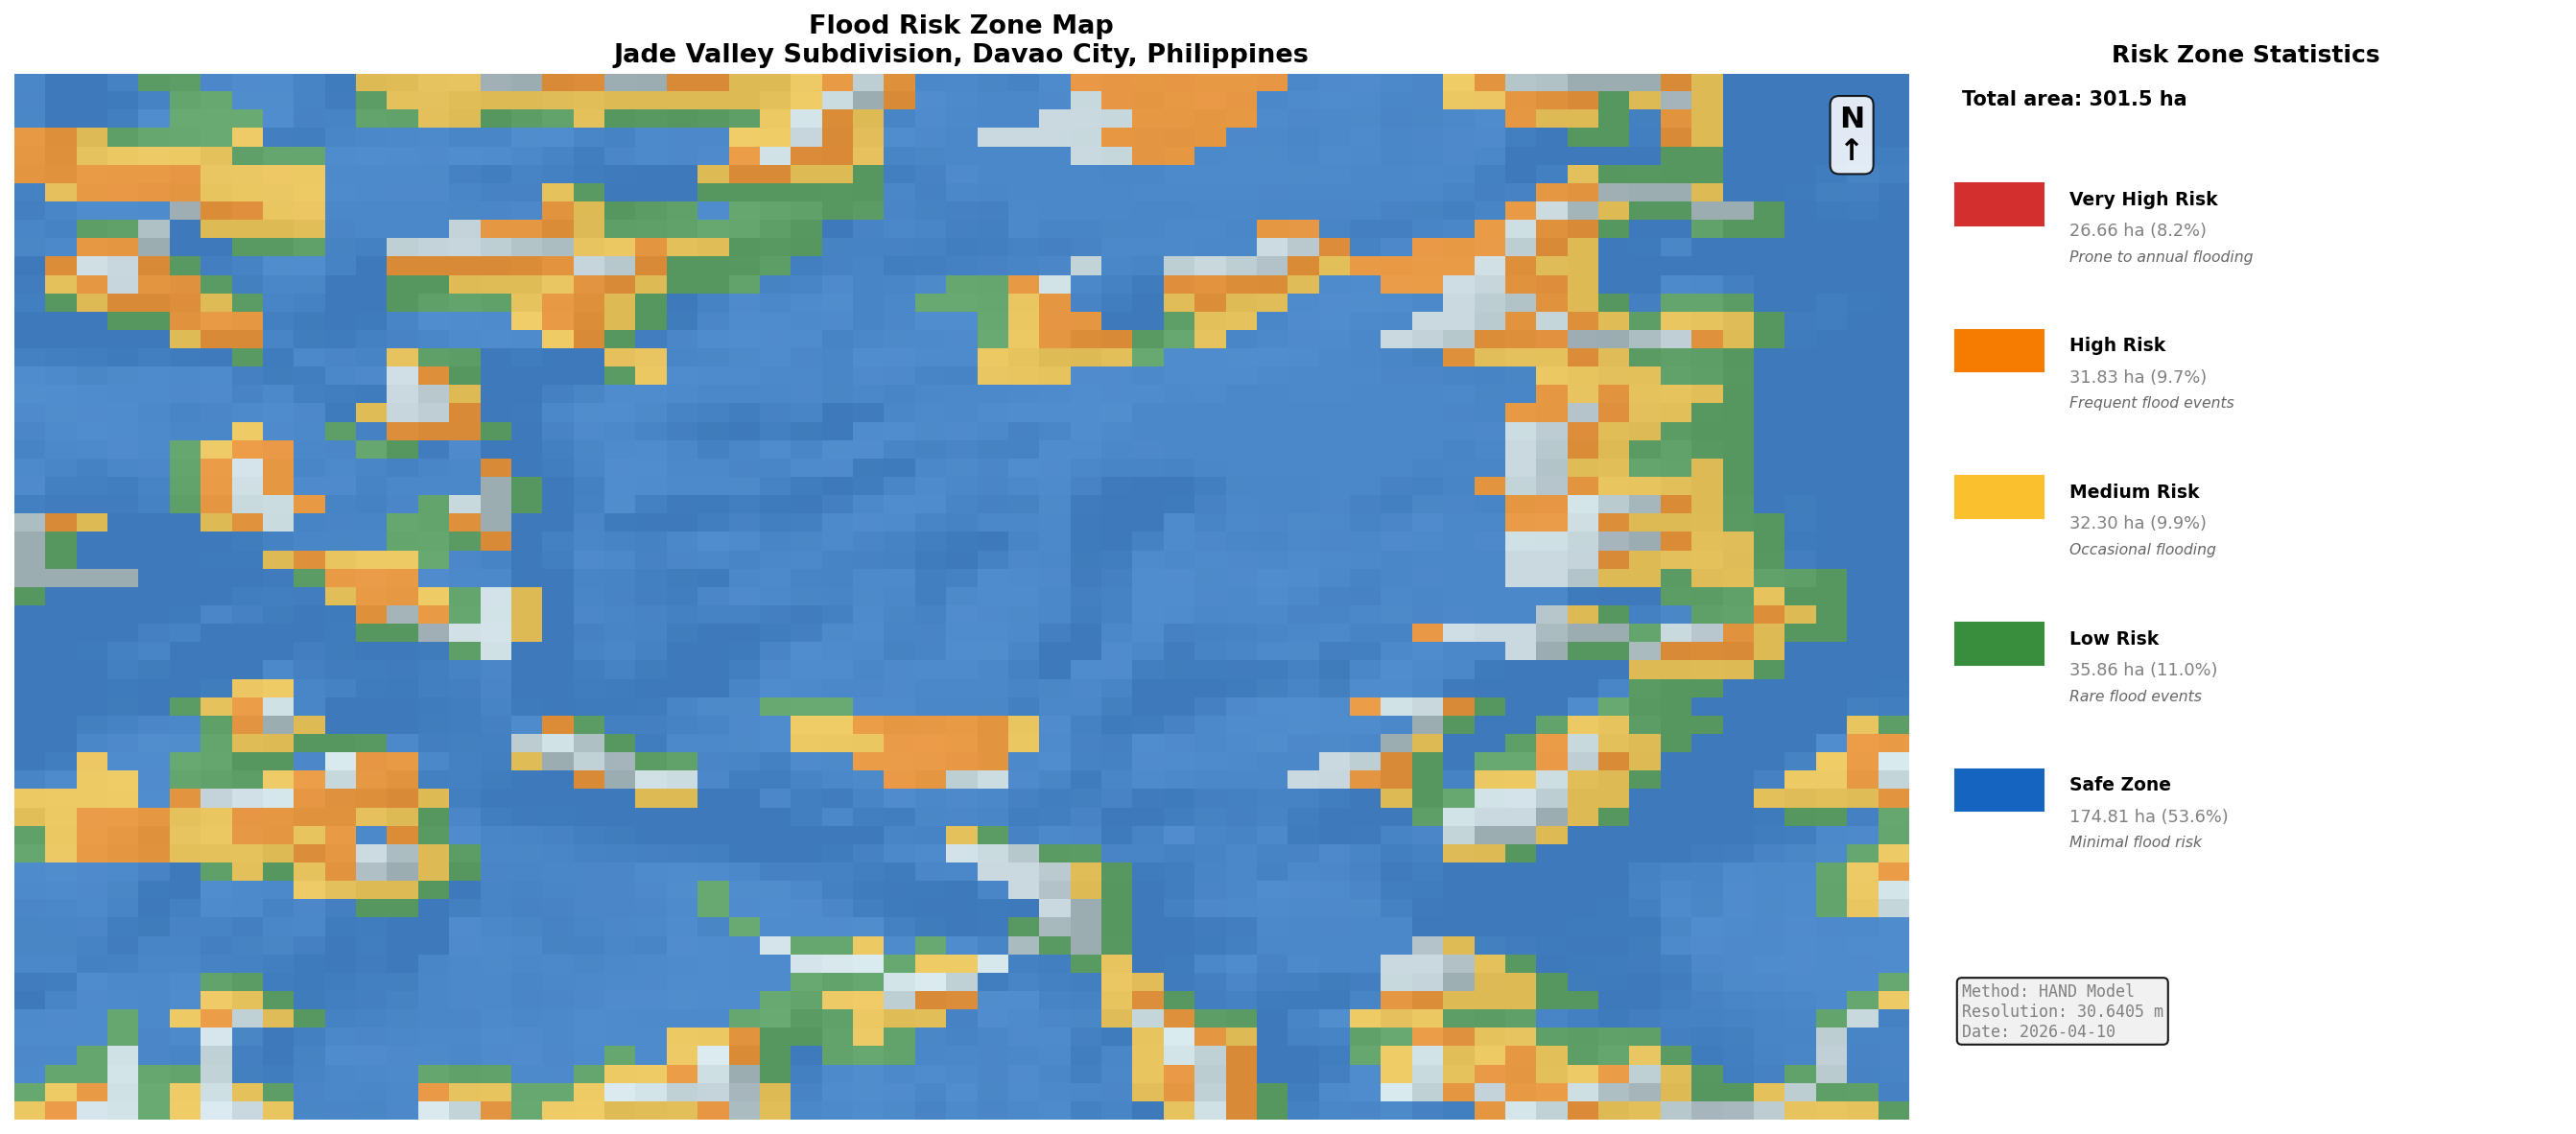 Flood Risk Zone Map
Jade Valley Subdivision, Davao City, Philippines
N
↑
Risk Zone Statistics
Total area: 301.5 ha
Very High Risk
26.66 ha (8.2%)
Prone to annual flooding
High Risk
31.83 ha (9.7%)
Frequent flood events
Medium Risk
32.30 ha (9.9%)
Occasional flooding
Low Risk
35.86 ha (11.0%)
Rare flood events
Safe Zone
174.81 ha (53.6%)
Minimal flood risk
Method: HAND Model
Resolution: 30.6405 m
Date: 2026-04-10